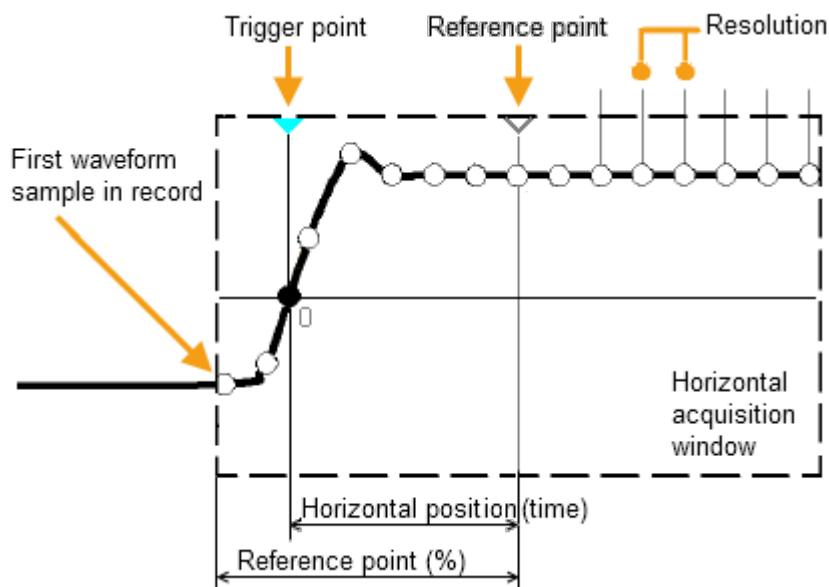 Trigger point
Reference point
Resolution
First waveform
sample in record
0
Horizontal
acquisition
window
Horizontal position (time)
Reference point (%)